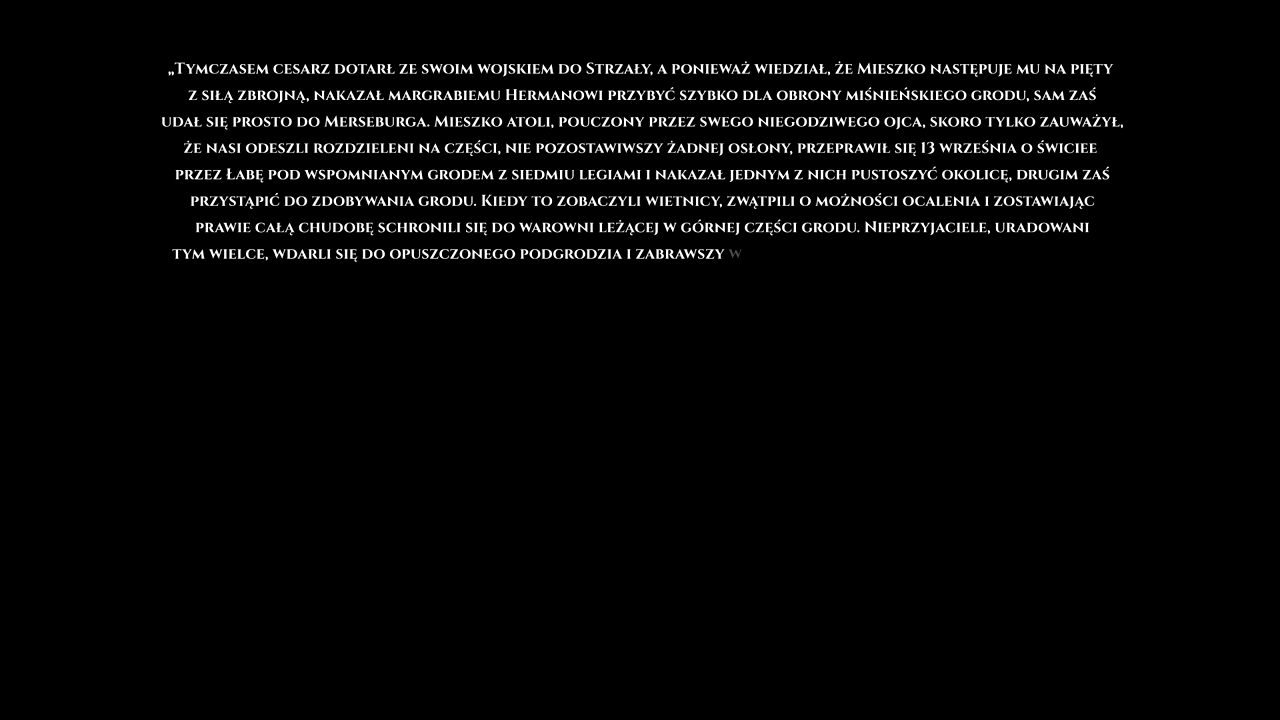 „Tymczasem cesarz dotarł ze swoim wojskiem do Strzały, a ponieważ wiedział, że Mieszko następuje mu na pięty
z siłą zbrojną, nakazał margrabiemu Hermanowi przybyć szybko dla obrony miśnieńskiego grodu, sam zaś
udał się prosto do Merseburga. Mieszko atoli, pouczony przez swego niegodziwego ojca, skoro tylko zauważył,
że nasi odeszli rozdzieleni na części, nie pozostawiwszy żadnej osłony, przeprawił się 13 września o świciee
przez Łabę pod wspomnianym grodem z siedmiu legiami i nakazał jednym z nich pustoszyć okolicę, drugim zaś
przystąpić do zdobywania grodu. Kiedy to zobaczyli wietnicy, zwątpili o możności ocalenia i zostawiając
prawie całą chudobę schronili się do warowni leżącej w górnej części grodu. Nieprzyjaciele, uradowani
tym wielce, wdarli się do opuszczonego podgrodzia i zabrawszy w